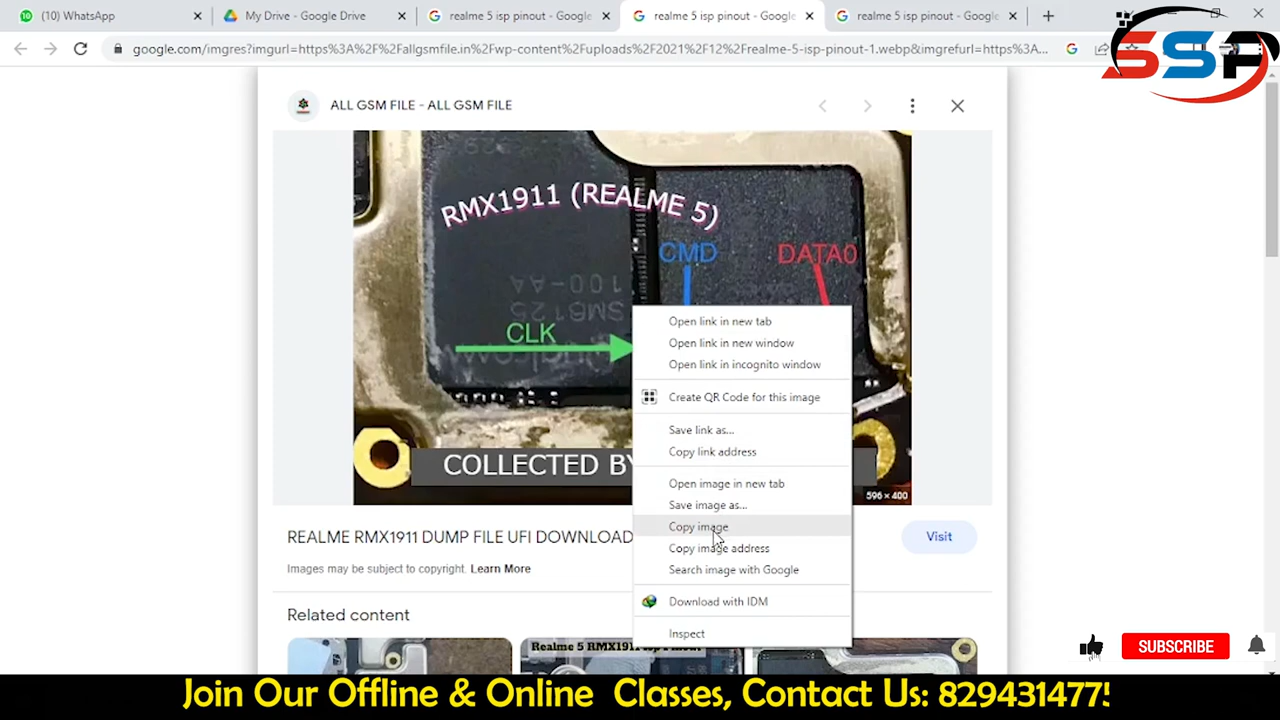 (10) WhatsApp
My Drive - Google Drive
realme 5 isp pinout - Google
realme 5 isp pinout - Google
realme 5 isp pinout - Google
google.com/imgres?imgurl=https%3A%2F%2Fallgsmfile.in%2Fwp-content%2Fuploads%2F2021%2F12%2Frealme-5-isp-pinout-1.webp&imgrefurl=https%3A...
SSP
ALL GSM FILE - ALL GSM FILE
RMX1911 (REALME 5)
CMD
DATA0
100-AA
SM6125
CLK
COLLECTED BY
596 × 400
Open link in new tab
Open link in new window
Open link in incognito window
Create QR Code for this image
Save link as...
Copy link address
Open image in new tab
Save image as...
Copy image
Copy image address
Search image with Google
Download with IDM
Inspect
REALME RMX1911 DUMP FILE UFI DOWNLOAD
Visit
Images may be subject to copyright. Learn More
Related content
Realme 5 RMX1911 Isp Pinout
SUBSCRIBE
Join Our Offline & Online Classes, Contact Us: 8294314775